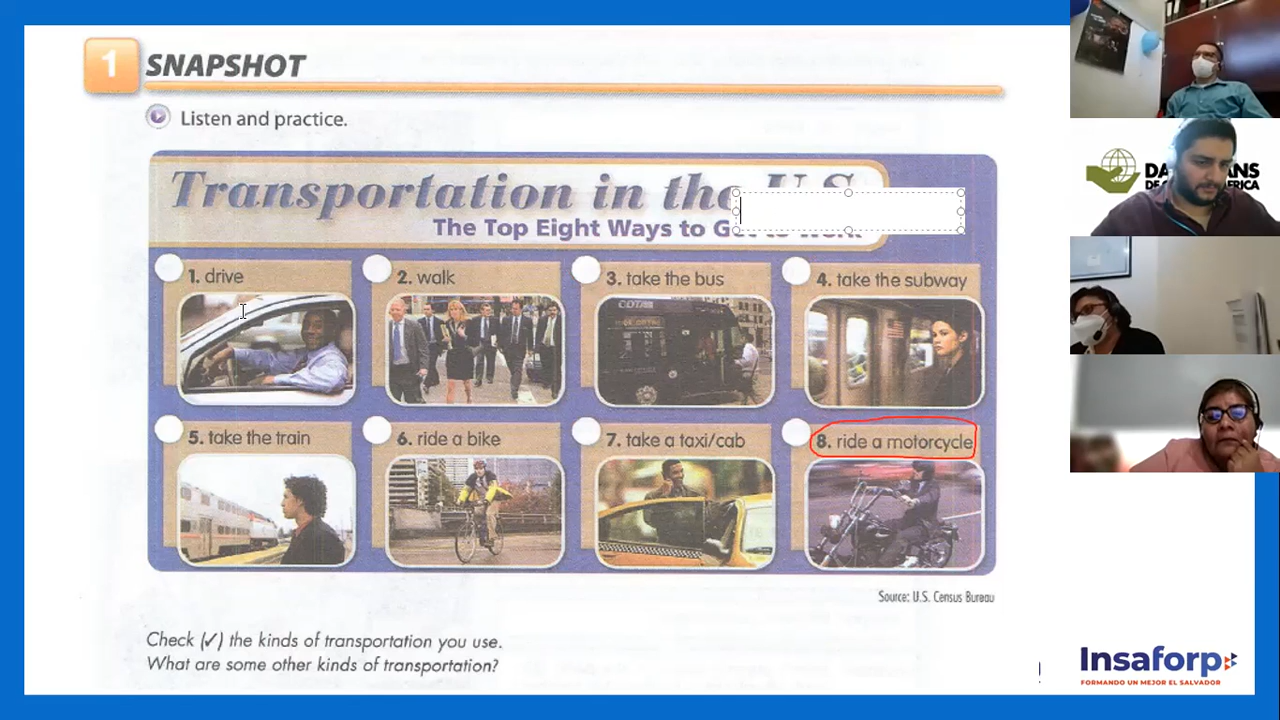 1 SNAPSHOT
Listen and practice.
Transportation in the U.S.
The Top Eight Ways to Get to Work
1. drive
2. walk
3. take the bus
4. take the subway
5. take the train
6. ride a bike
7. take a taxi/cab
8. ride a motorcycle
Source: U.S. Census Bureau
Check (✓) the kinds of transportation you use.
What are some other kinds of transportation?
Insaforp
FORMANDO UN MEJOR EL SALVADOR